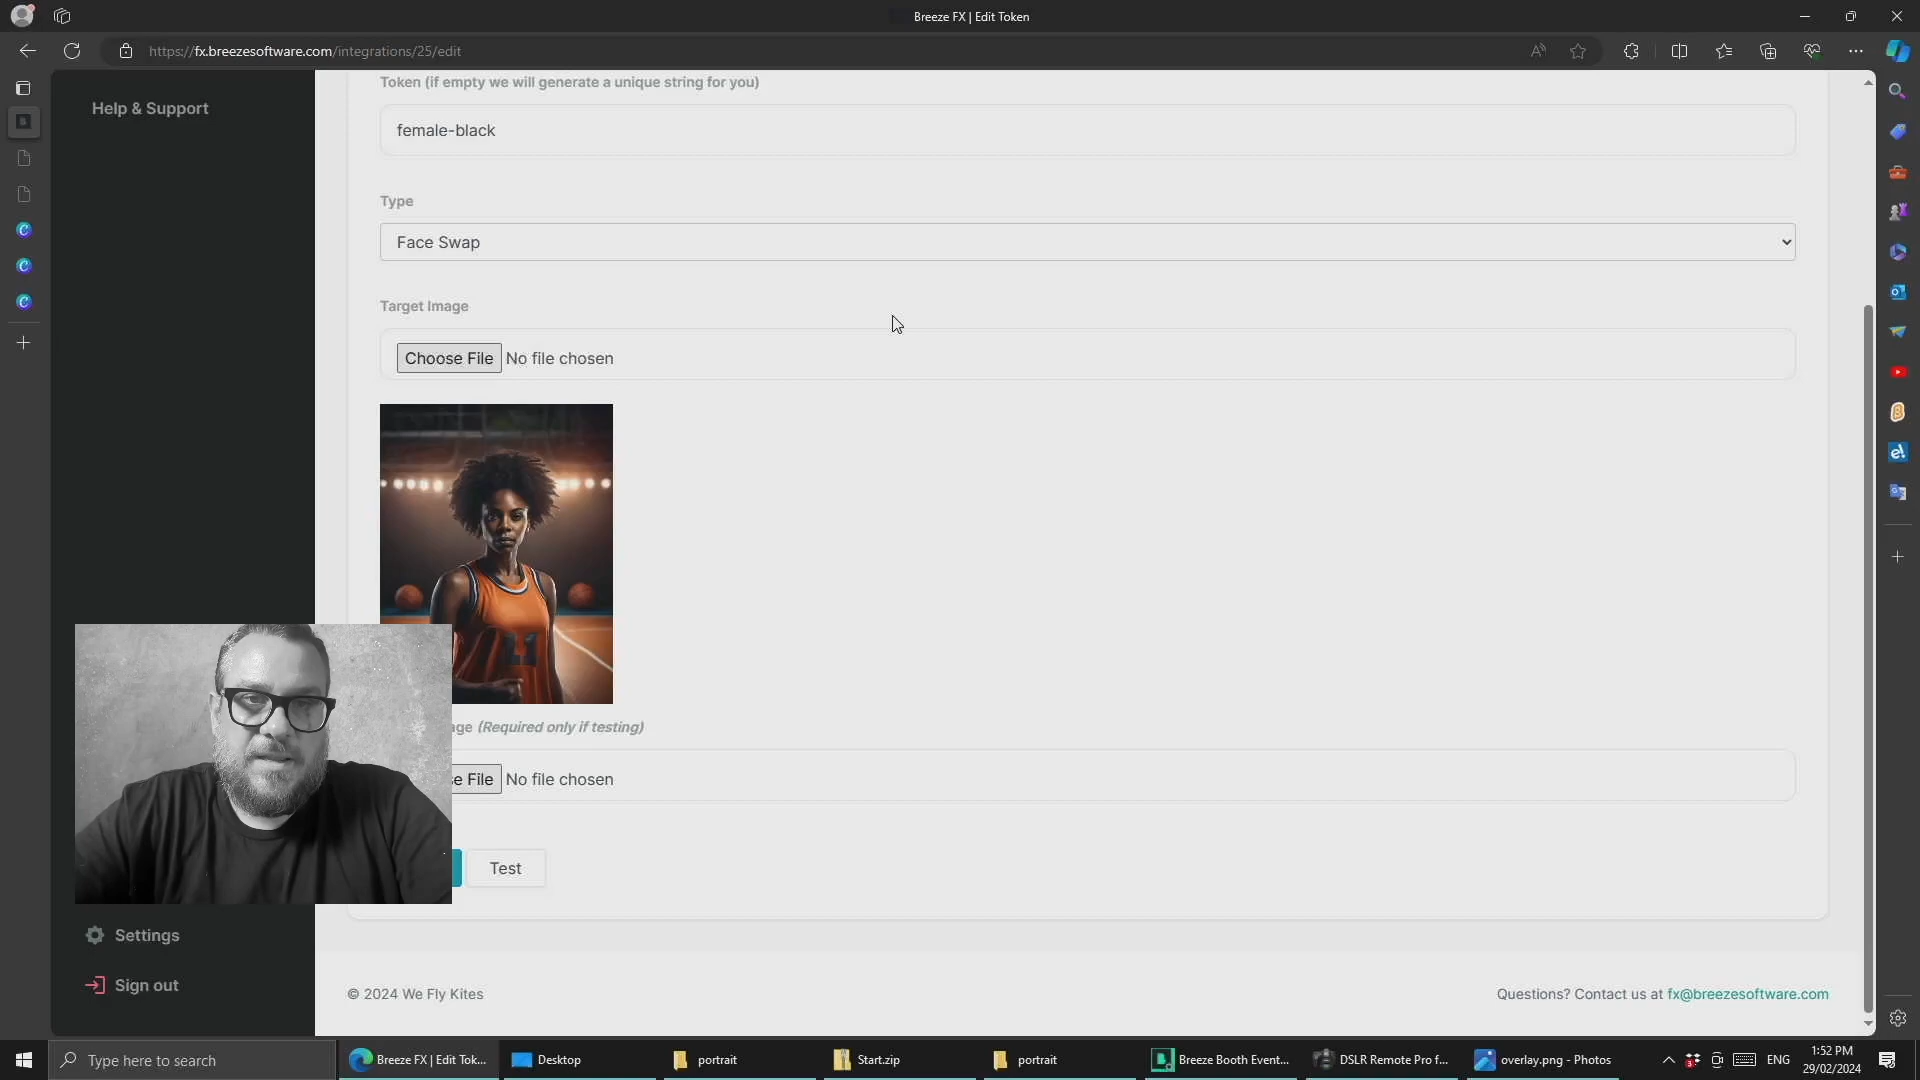 Breeze FX | Edit Token
https://fx.breezesoftware.com/integrations/25/edit
Help & Support
Token (if empty we will generate a unique string for you)
female-black
Type
Face Swap
Target Image
Choose File No file chosen
age (Required only if testing)
se File No file chosen
Test
Settings
Sign out
© 2024 We Fly Kites
Questions? Contact us at fx@breezesoftware.com
Type here to search
Breeze FX | Edit Tok...
Desktop
portrait
Start.zip
portrait
Breeze Booth Event...
DSLR Remote Pro f...
overlay.png - Photos
ENG
1:52 PM
29/02/2024